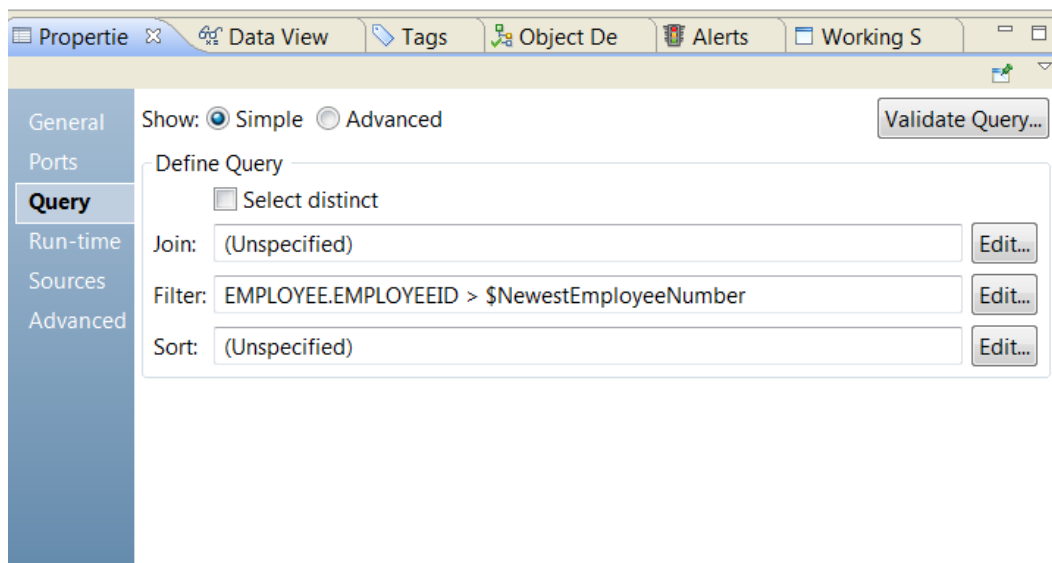 Propertie Data View Tags Object De Alerts Working S
General
Ports
Query
Run-time
Sources
Advanced
Show: Simple Advanced Validate Query...
Define Query
Select distinct
Join: (Unspecified) Edit...
Filter: EMPLOYEE.EMPLOYEEID > $NewestEmployeeNumber Edit...
Sort: (Unspecified) Edit...